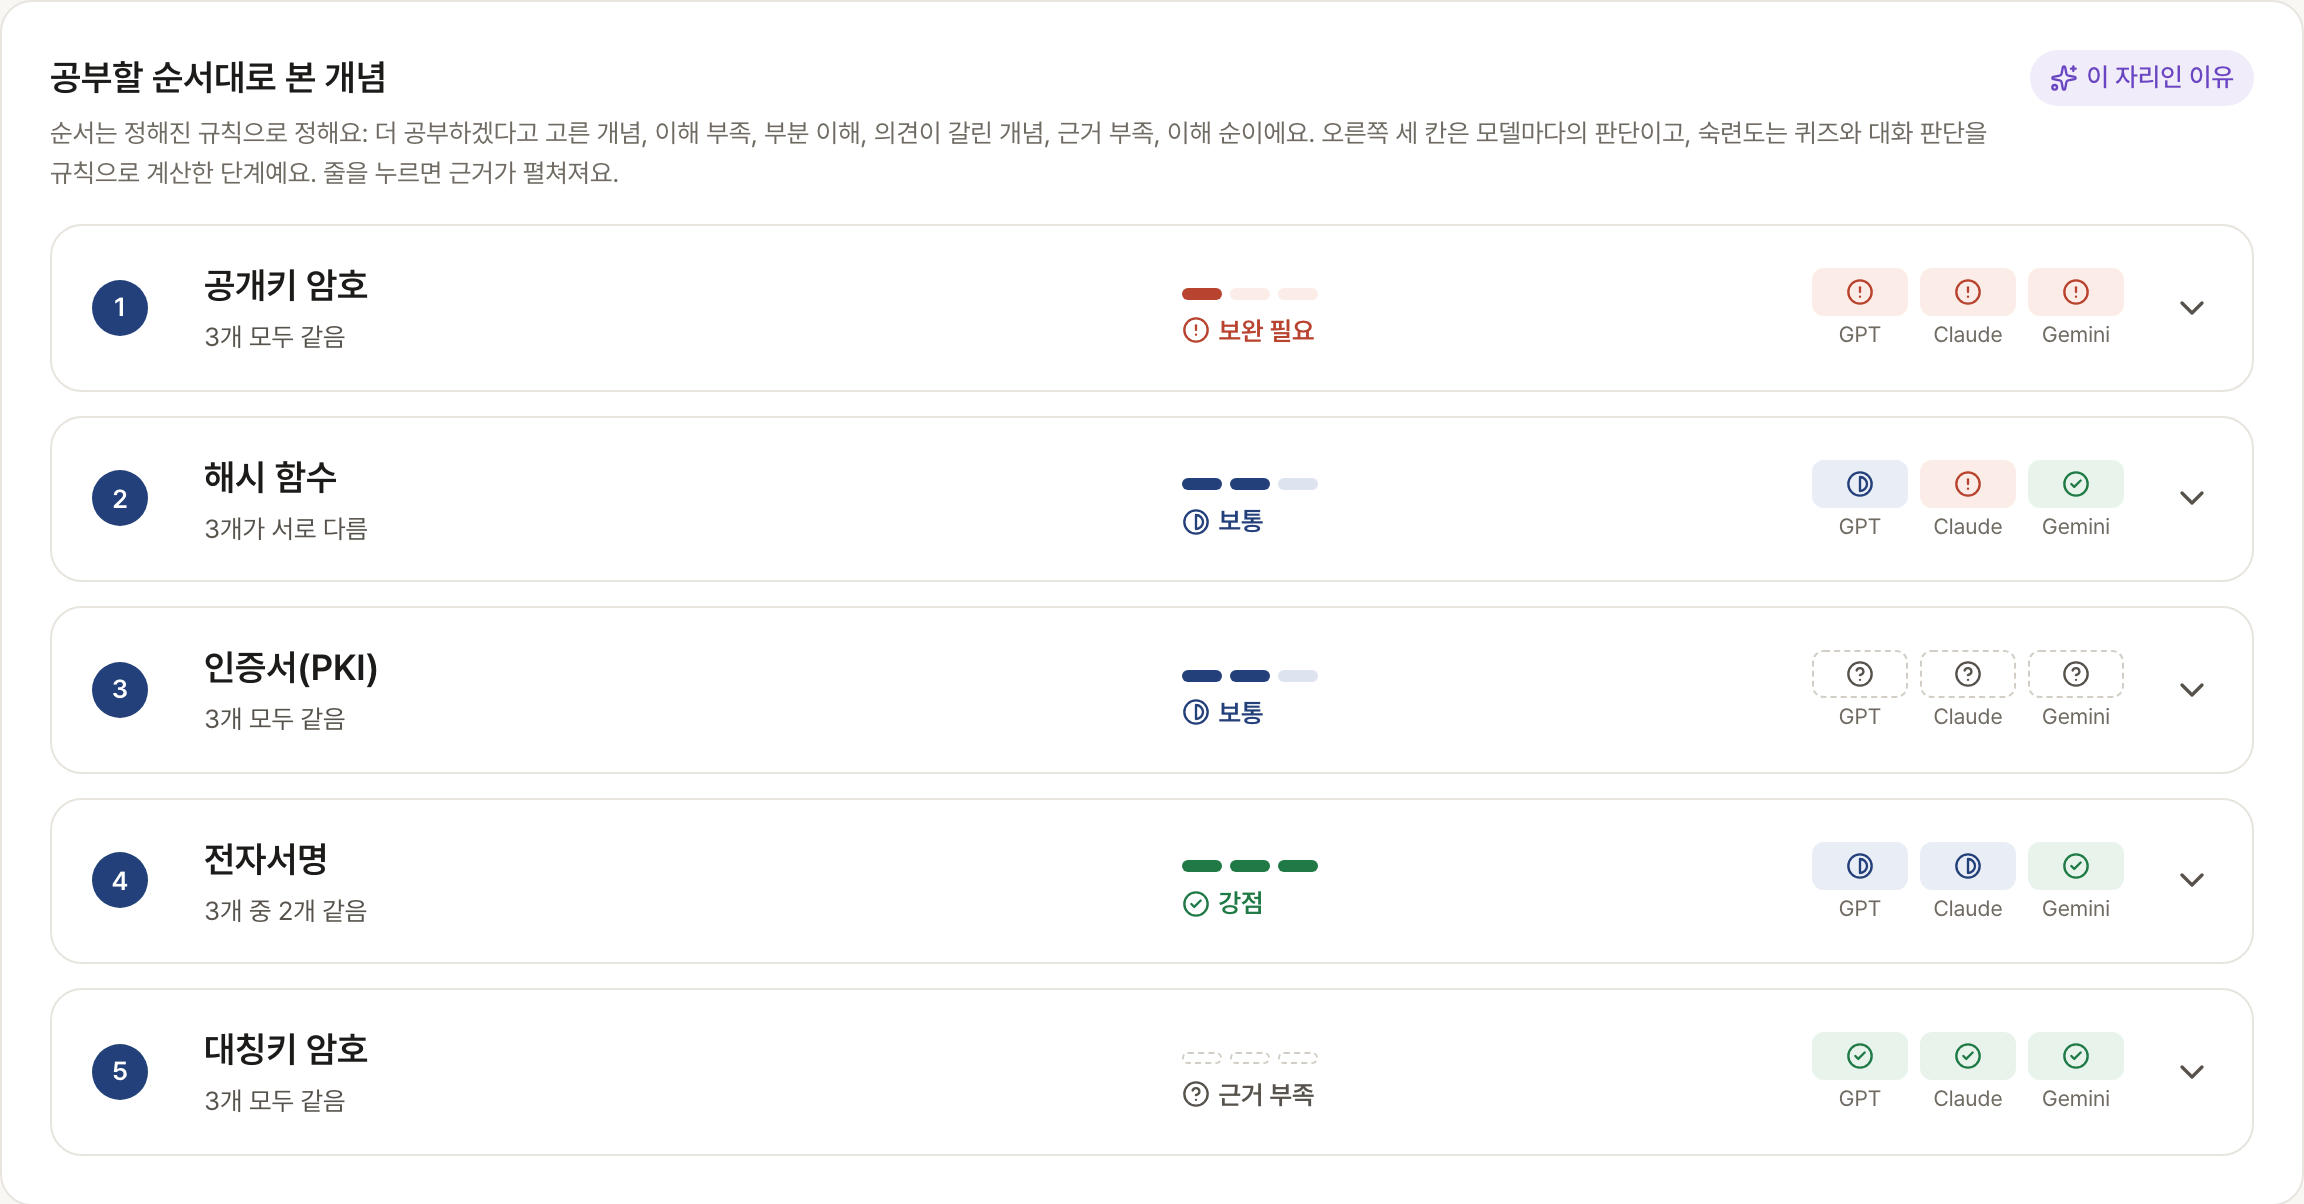 공부할 순서대로 본 개념
이 자리인 이유
순서는 정해진 규칙으로 정해요: 더 공부하겠다고 고른 개념, 이해 부족, 부분 이해, 의견이 갈린 개념, 근거 부족, 이해 순이에요. 오른쪽 세 칸은 모델마다의 판단이고, 숙련도는 퀴즈와 대화 판단을
규칙으로 계산한 단계예요. 줄을 누르면 근거가 펼쳐져요.
1
공개키 암호
3개 모두 같음
보완 필요
GPT Claude Gemini
2
해시 함수
3개가 서로 다름
보통
GPT Claude Gemini
3
인증서(PKI)
3개 모두 같음
보통
GPT Claude Gemini
4
전자서명
3개 중 2개 같음
강점
GPT Claude Gemini
5
대칭키 암호
3개 모두 같음
근거 부족
GPT Claude Gemini